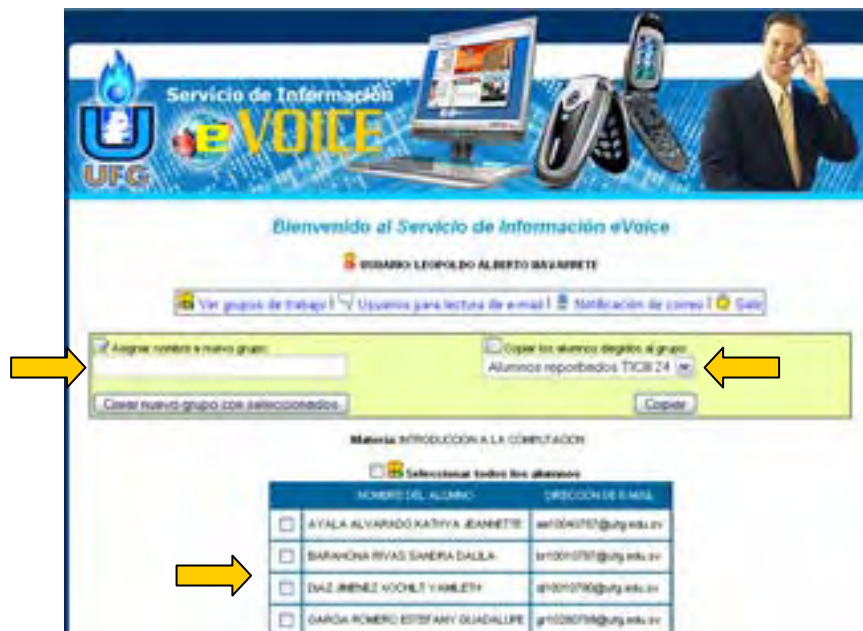 Servicio de Información
eVOICE
UFG
Bienvenido al Servicio de Información eVoice
USUARIO: LEOPOLDO ALBERTO NAVARRETE
Ver grupos de trabajo | Usuarios para lectura de e-mail | Notificación de correo | Salir
Asignar nombre a nuevo grupo:
Copiar los alumnos elegidos al grupo:
Alumnos reportados TICIII 24
Crear nuevo grupo con seleccionados
Copiar
Materia: INTRODUCCION A LA COMPUTACION
Seleccionar todos los alumnos
NOMBRE DEL ALUMNO DIRECCION DE E-MAIL
AYALA ALVARADO KATHYA JEANNETTE
BARAHONA RIVAS SANDRA DALILA
DIAZ JIMENEZ XOCHILT YAMILETH
GARCIA ROMERO ESTEFANY GUADALUPE